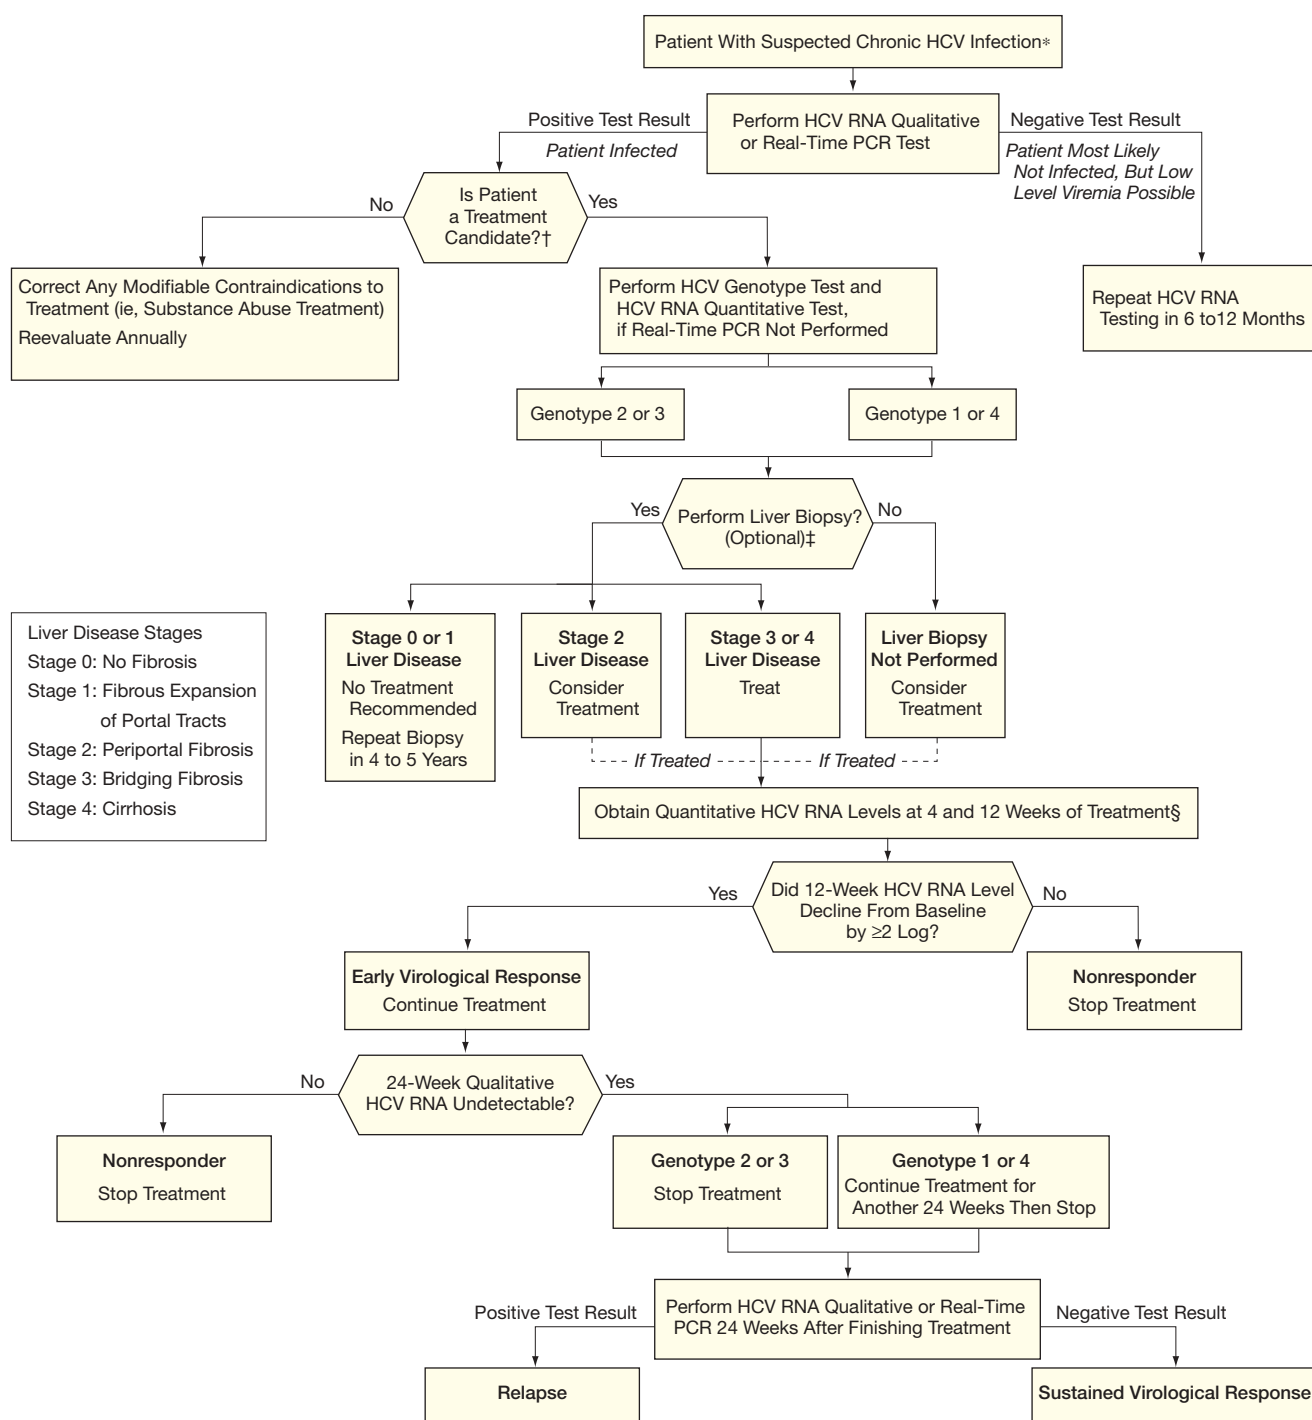 Patient With Suspected Chronic HCV Infection*
Positive Test Result
Patient Infected
Perform HCV RNA Qualitative
or Real-Time PCR Test
Negative Test Result
Patient Most Likely
Not Infected, But Low
Level Viremia Possible
No
Is Patient
a Treatment
Candidate?†
Yes
Correct Any Modifiable Contraindications to
Treatment (ie, Substance Abuse Treatment)
Reevaluate Annually
Perform HCV Genotype Test and
HCV RNA Quantitative Test,
if Real-Time PCR Not Performed
Repeat HCV RNA
Testing in 6 to12 Months
Genotype 2 or 3
Genotype 1 or 4
Yes
Perform Liver Biopsy?
(Optional)‡
No
Liver Disease Stages
Stage 0: No Fibrosis
Stage 1: Fibrous Expansion
of Portal Tracts
Stage 2: Periportal Fibrosis
Stage 3: Bridging Fibrosis
Stage 4: Cirrhosis
Stage 0 or 1
Liver Disease
No Treatment
Recommended
Repeat Biopsy
in 4 to 5 Years
Stage 2
Liver Disease
Consider
Treatment
Stage 3 or 4
Liver Disease
Treat
Liver Biopsy
Not Performed
Consider
Treatment
If Treated
If Treated
Obtain Quantitative HCV RNA Levels at 4 and 12 Weeks of Treatment§
Yes
Did 12-Week HCV RNA Level
Decline From Baseline
by ≥2 Log?
No
Early Virological Response
Continue Treatment
Nonresponder
Stop Treatment
No
24-Week Qualitative
HCV RNA Undetectable?
Yes
Nonresponder
Stop Treatment
Genotype 2 or 3
Stop Treatment
Genotype 1 or 4
Continue Treatment for
Another 24 Weeks Then Stop
Positive Test Result
Perform HCV RNA Qualitative or Real-Time
PCR 24 Weeks After Finishing Treatment
Negative Test Result
Relapse
Sustained Virological Response